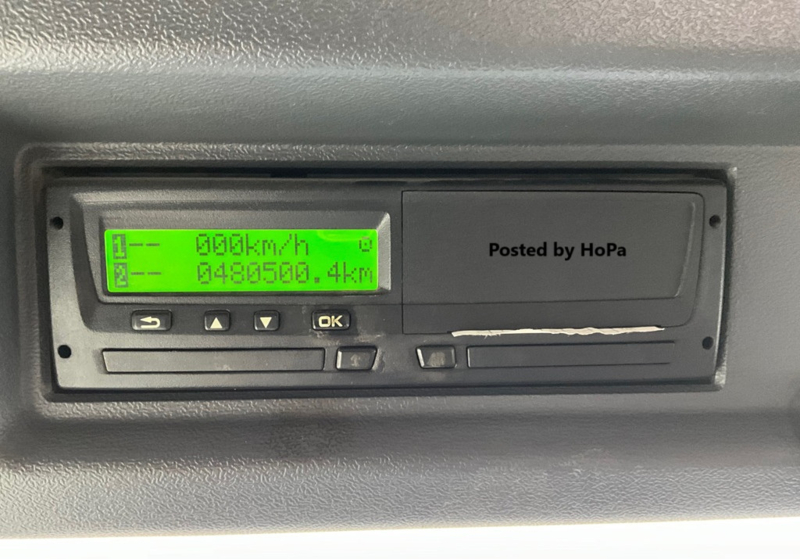 1-- 000km/h
2-- 0480500.4km
Posted by HoPa
OK